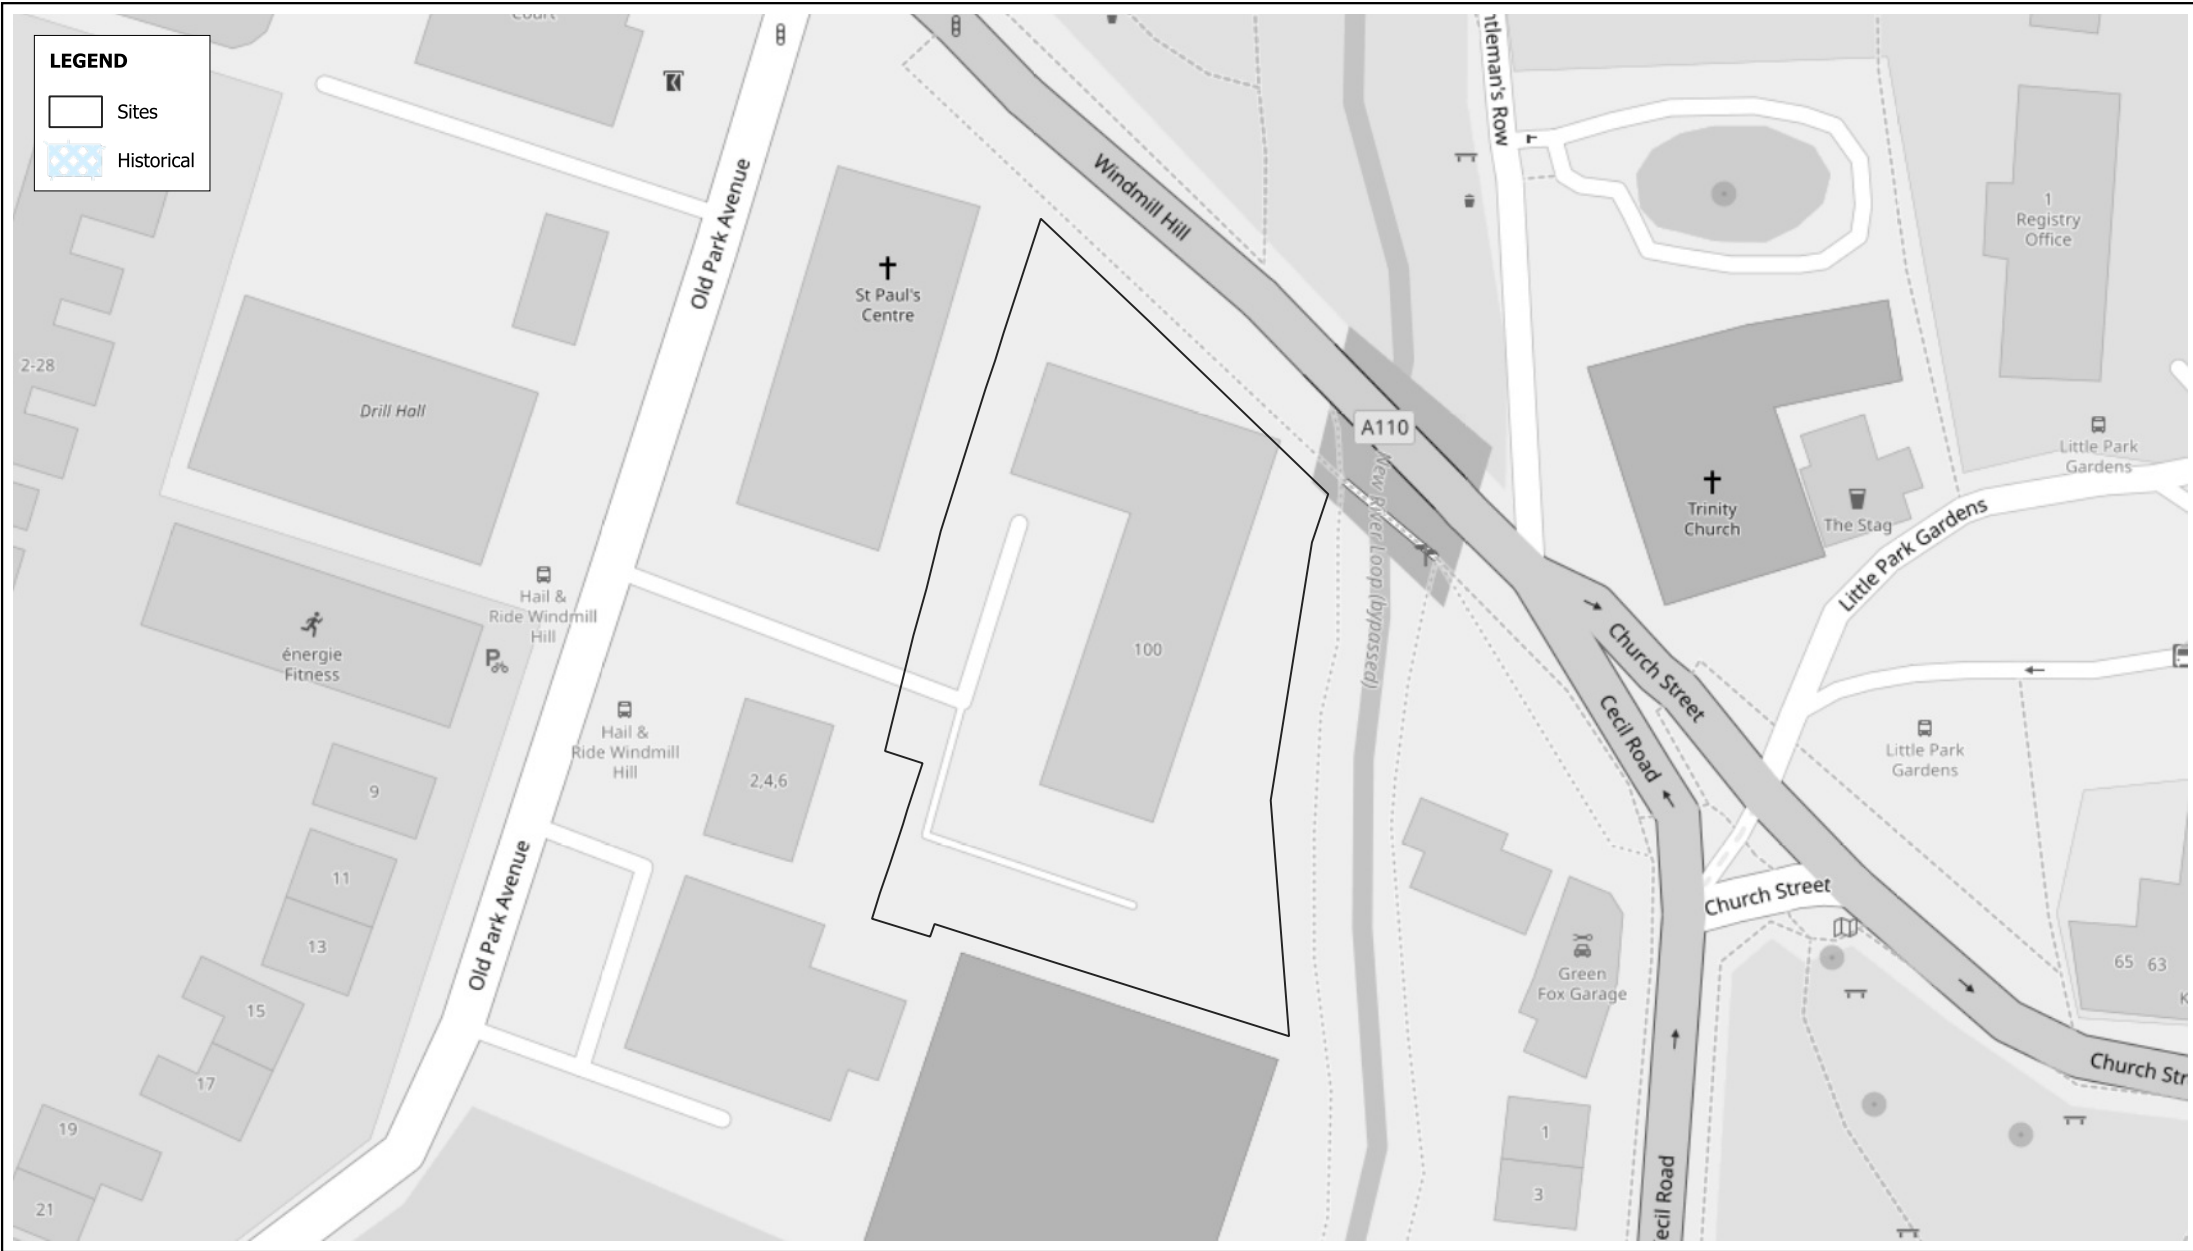 LEGEND
Sites
Historical
Court
Old Park Avenue
Windmill Hill
ntleman's Row
1
Registry
Office
St Paul's
Centre
2-28
Drill Hall
A110
New River Loop (bypassed)
Little Park
Gardens
Trinity
Church
The Stag
Little Park Gardens
Hail &
Ride Windmill
Hill
énergie
Fitness
P
100
Church Street
Cecil Road
Hail &
Ride Windmill
Hill
2,4,6
Little Park
Gardens
9
11
13
Old Park Avenue
Church Street
15
17
Green
Fox Garage
65 63
K
Church Str
19
21
1
3
ecil Road